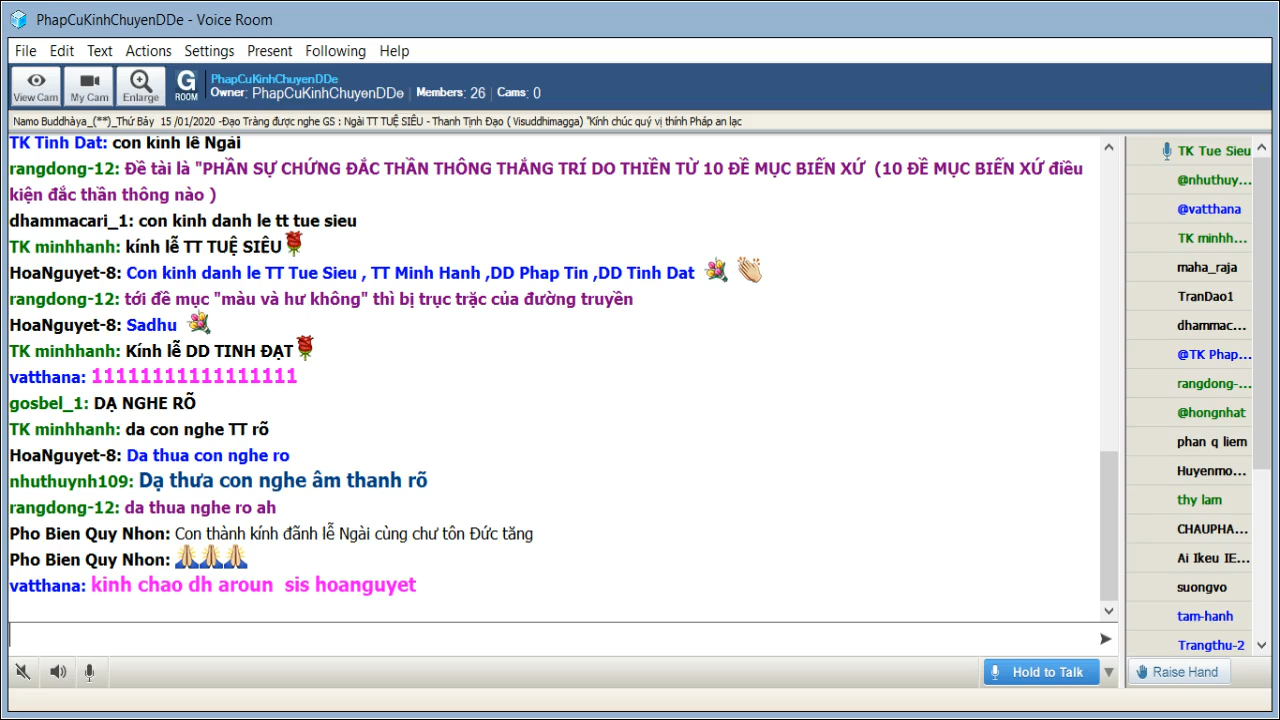 PhapCuKinhChuyenDDe - Voice Room
File Edit Text Actions Settings Present Following Help
View Cam My Cam Enlarge G ROOM
PhapCuKinhChuyenDDe
Owner: PhapCuKinhChuyenDDe Members: 26 Cams: 0
Namo Buddhàya_(**)_Thứ Bảy 15 /01/2020 -Đạo Tràng được nghe GS : Ngài TT TUỆ SIÊU - Thanh Tịnh Đạo ( Visuddhimagga) "Kính chúc quý vị thính Pháp an lạc
TK Tinh Dat: con kinh lê Ngài
rangdong-12: Đề tài là "PHẦN SỰ CHỨNG ĐẮC THẦN THÔNG THẮNG TRÍ DO THIỀN TỪ 10 ĐỀ MỤC BIẾN XỨ (10 ĐỀ MỤC BIẾN XỨ điều
kiện đắc thần thông nào )
dhammacari_1: con kinh danh le tt tue sieu
TK minhhanh: kính lễ TT TUỆ SIÊU
HoaNguyet-8: Con kinh danh le TT Tue Sieu , TT Minh Hanh ,DD Phap Tin ,DD Tinh Dat
rangdong-12: tới đề mục "màu và hư không" thì bị trục trặc của đường truyền
HoaNguyet-8: Sadhu
TK minhhanh: Kính lễ DD TINH ĐẠT
vatthana: 11111111111111111
gosbel_1: DẠ NGHE RÕ
TK minhhanh: da con nghe TT rõ
HoaNguyet-8: Da thua con nghe ro
nhuthuynh109: Dạ thưa con nghe âm thanh rõ
rangdong-12: da thua nghe ro ah
Pho Bien Quy Nhon: Con thành kính đãnh lễ Ngài cùng chư tôn Đức tăng
Pho Bien Quy Nhon:
vatthana: kinh chao dh aroun sis hoanguyet
TK Tue Sieu
@nhuthuy...
@vatthana
TK minhh...
maha_raja
TranDao1
dhammac...
@TK Phap...
rangdong-...
@hongnhat
phan q liem
Huyenmo...
thy lam
CHAUPHA...
Ai Ikeu IE...
suongvo
tam-hanh
Trangthu-2
Hold to Talk
Raise Hand